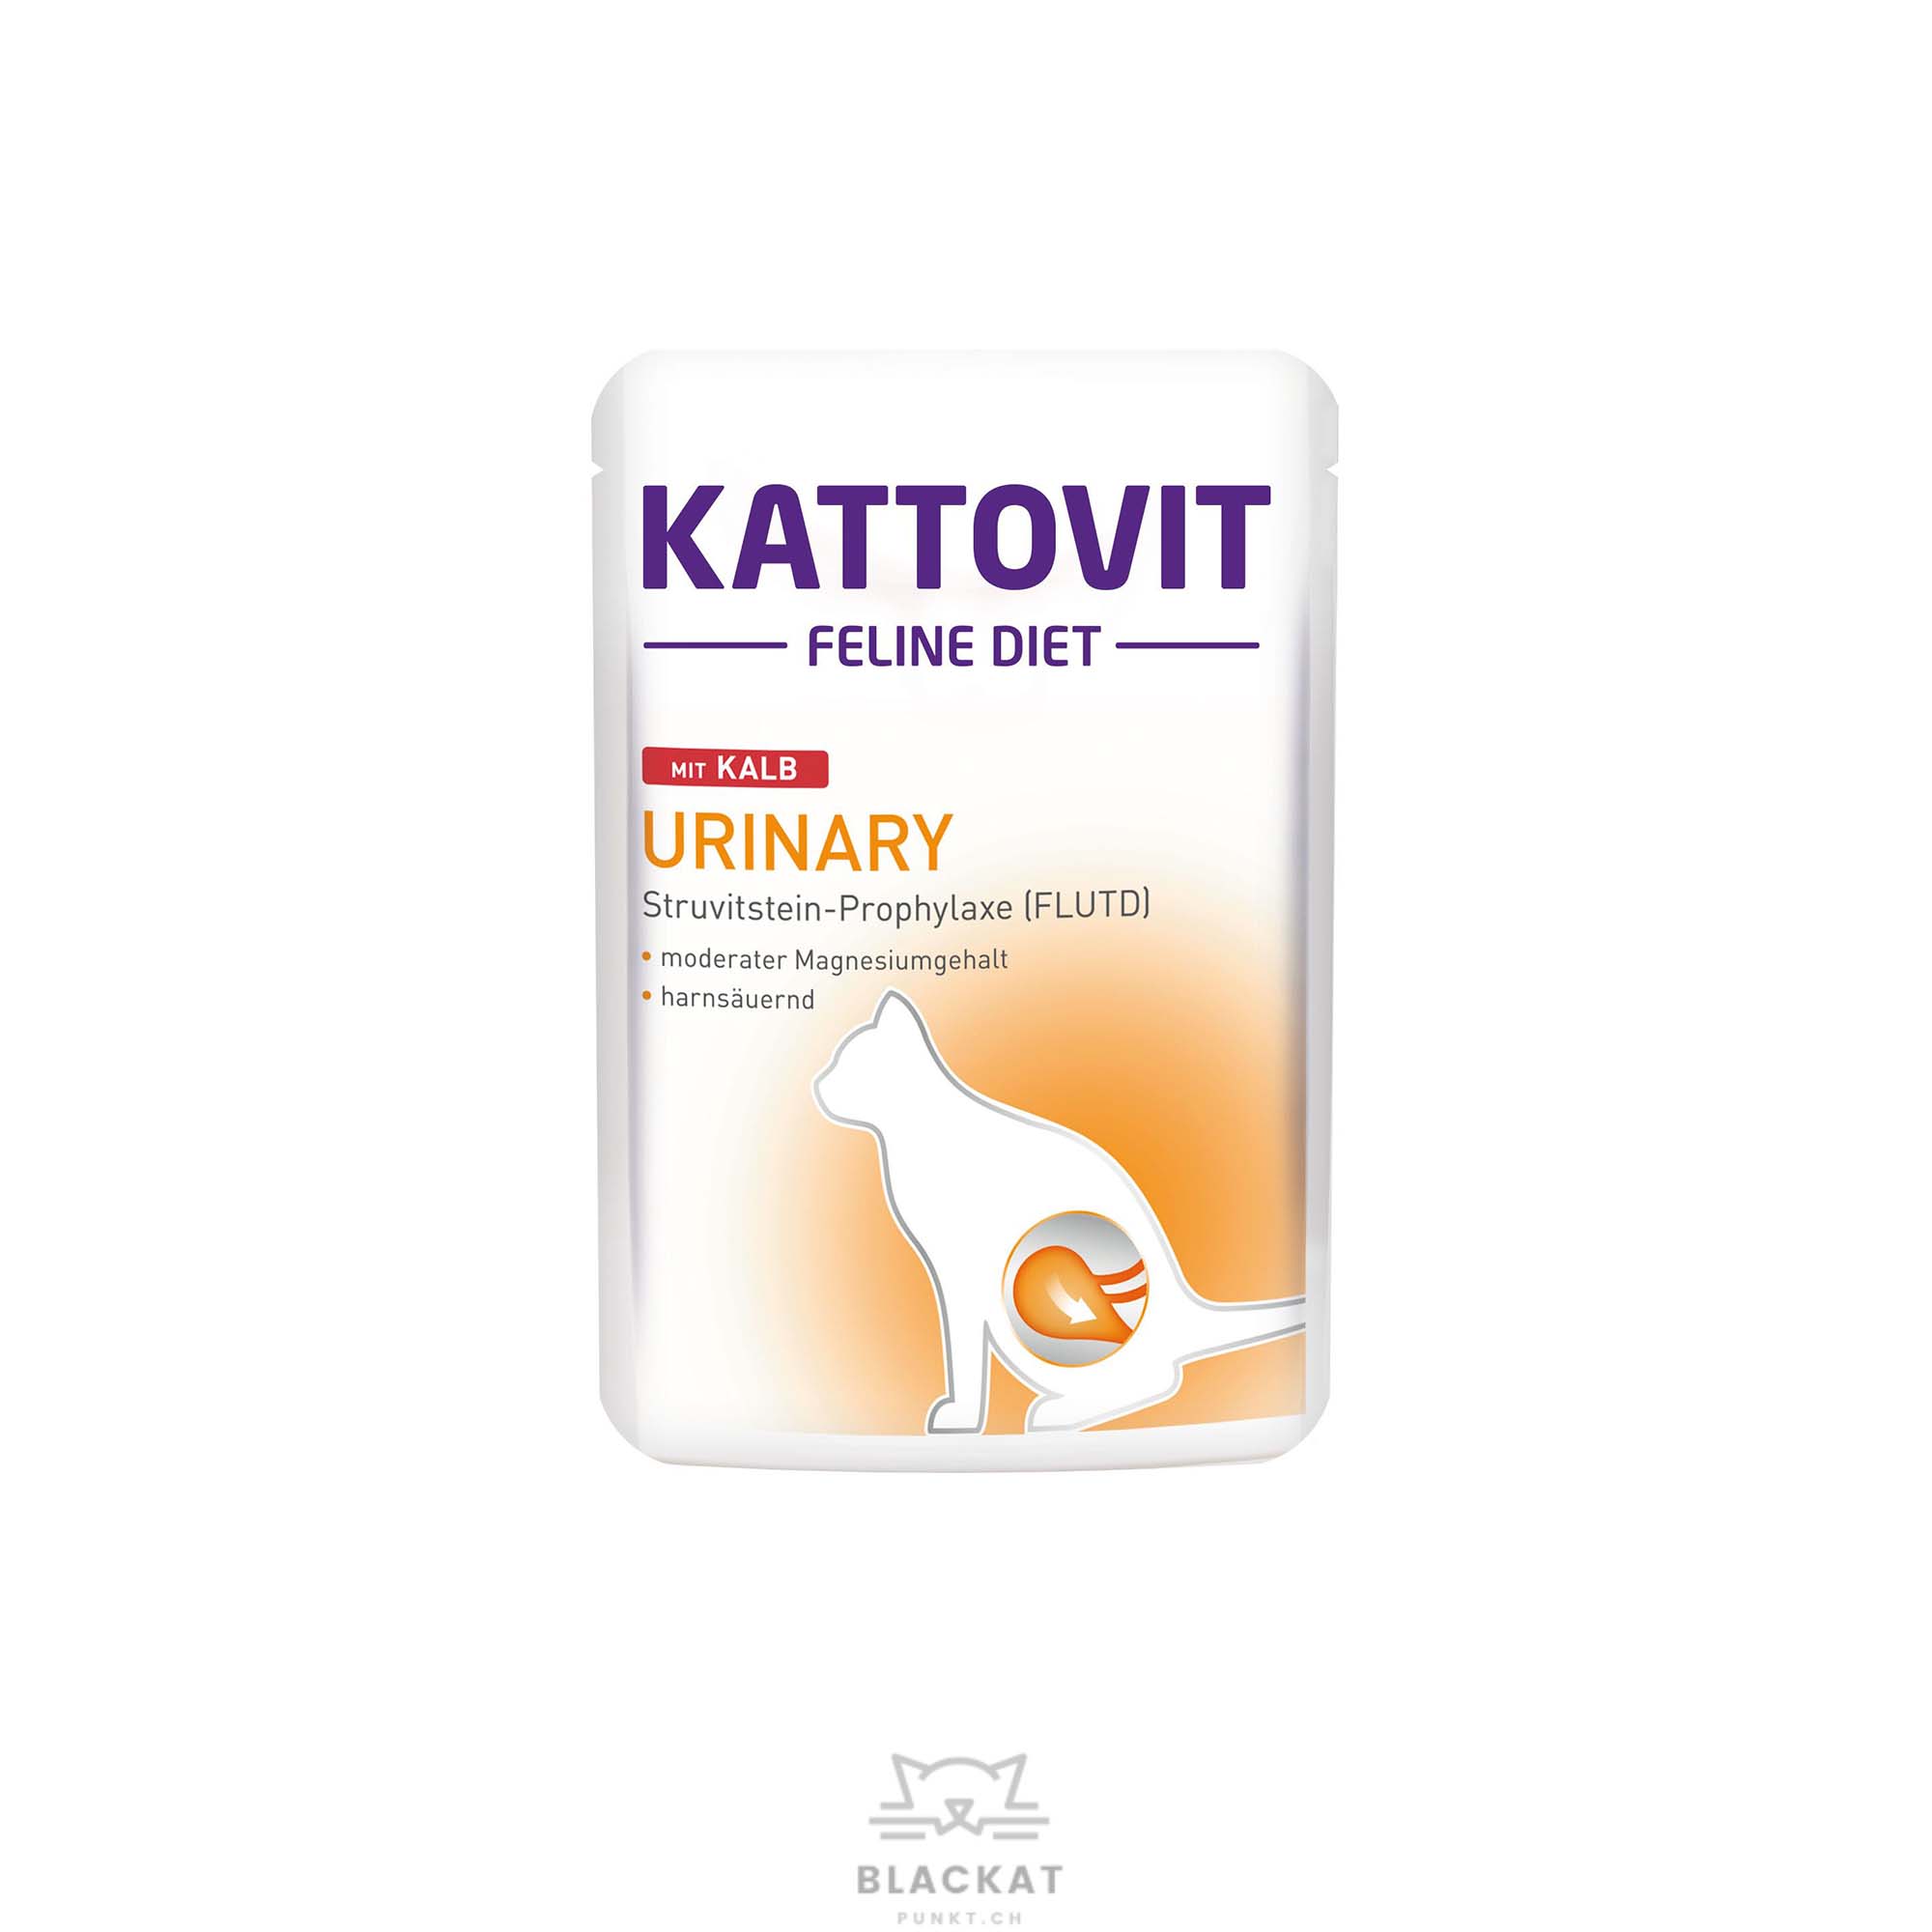 KATTOVIT
FELINE DIET
MIT KALB
URINARY
Struvitstein-Prophylaxe (FLUTD)
• moderater Magnesiumgehalt
• harnsäuernd
BLACKAT
PUNKT.CH